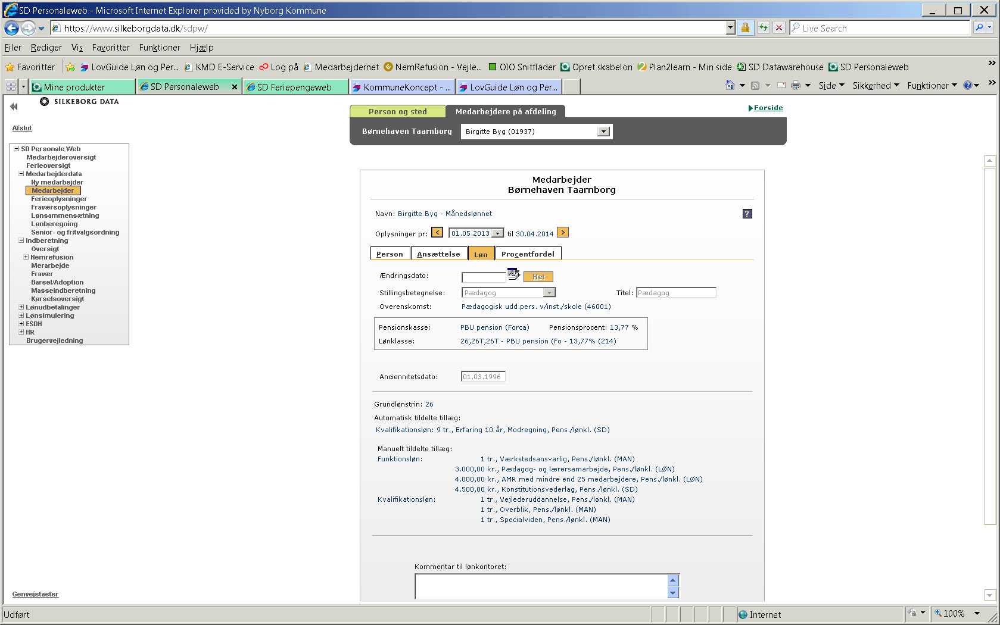 SD Personaleweb - Microsoft Internet Explorer provided by Nyborg Kommune
https://www.silkeborgdata.dk/sdpw/
Live Search
Filer Rediger Vis Favoritter Funktioner Hjælp
Favoritter LovGuide Løn og Per... KMD E-Service Log på Medarbejdernet NemRefusion - Vejle... OIO Snitflader Opret skabelon Plan2learn - Min side SD Datawarehouse SD Personaleweb »
Mine produkter SD Personaleweb × SD Feriepengeweb KommuneKoncept - ... LovGuide Løn og Per... Side Sikkerhed Funktioner »
SILKEBORG DATA
Afslut
SD Personale Web
Medarbejderoversigt
Ferieoversigt
Medarbejderdata
Ny medarbejder
Medarbejder
Ferieoplysninger
Fraværsoplysninger
Lønsammensætning
Lønberegning
Senior- og fritvalgsordning
Indberetning
Oversigt
Nemrefusion
Merarbejde
Fravær
Barsel/Adoption
Masseindberetning
Kørselsoversigt
Lønudbetalinger
Lønsimulering
ESDH
HR
Brugervejledning
Genvejstaster
Person og sted Medarbejdere på afdeling Forside
Børnehaven Taarnborg Birgitte Byg (01937)
Medarbejder
Børnehaven Taarnborg
Navn: Birgitte Byg - Månedslønnet ?
Oplysninger pr: < 01.05.2013 til 30.04.2014 >
Person Ansættelse Løn Procentfordel
Ændringsdato: Ret
Stillingsbetegnelse: Pædagog Titel: Pædagog
Overenskomst: Pædagogisk udd.pers. v/inst./skole (46001)
Pensionskasse: PBU pension (Forca) Pensionsprocent: 13,77 %
Lønklasse: 26,26T,26T - PBU pension (Fo - 13,77% (214)
Anciennitetsdato: 01.03.1996
Grundlønstrin: 26
Automatisk tildelte tillæg:
Kvalifikationsløn: 9 tr., Erfaring 10 år, Modregning, Pens./lønkl. (SD)
Manuelt tildelte tillæg:
Funktionsløn: 1 tr., Værkstedsansvarlig, Pens./lønkl. (MAN)
3.000,00 kr., Pædagog- og lærersamarbejde, Pens./lønkl. (LØN)
4.000,00 kr., AMR med mindre end 25 medarbejdere, Pens./lønkl. (LØN)
4.500,00 kr., Konstitutionsvederlag, Pens./lønkl. (SD)
Kvalifikationsløn: 1 tr., Vejlederuddannelse, Pens./lønkl. (MAN)
1 tr., Overblik, Pens./lønkl. (MAN)
1 tr., Specialviden, Pens./lønkl. (MAN)
Kommentar til lønkontoret:
Udført Internet 100%